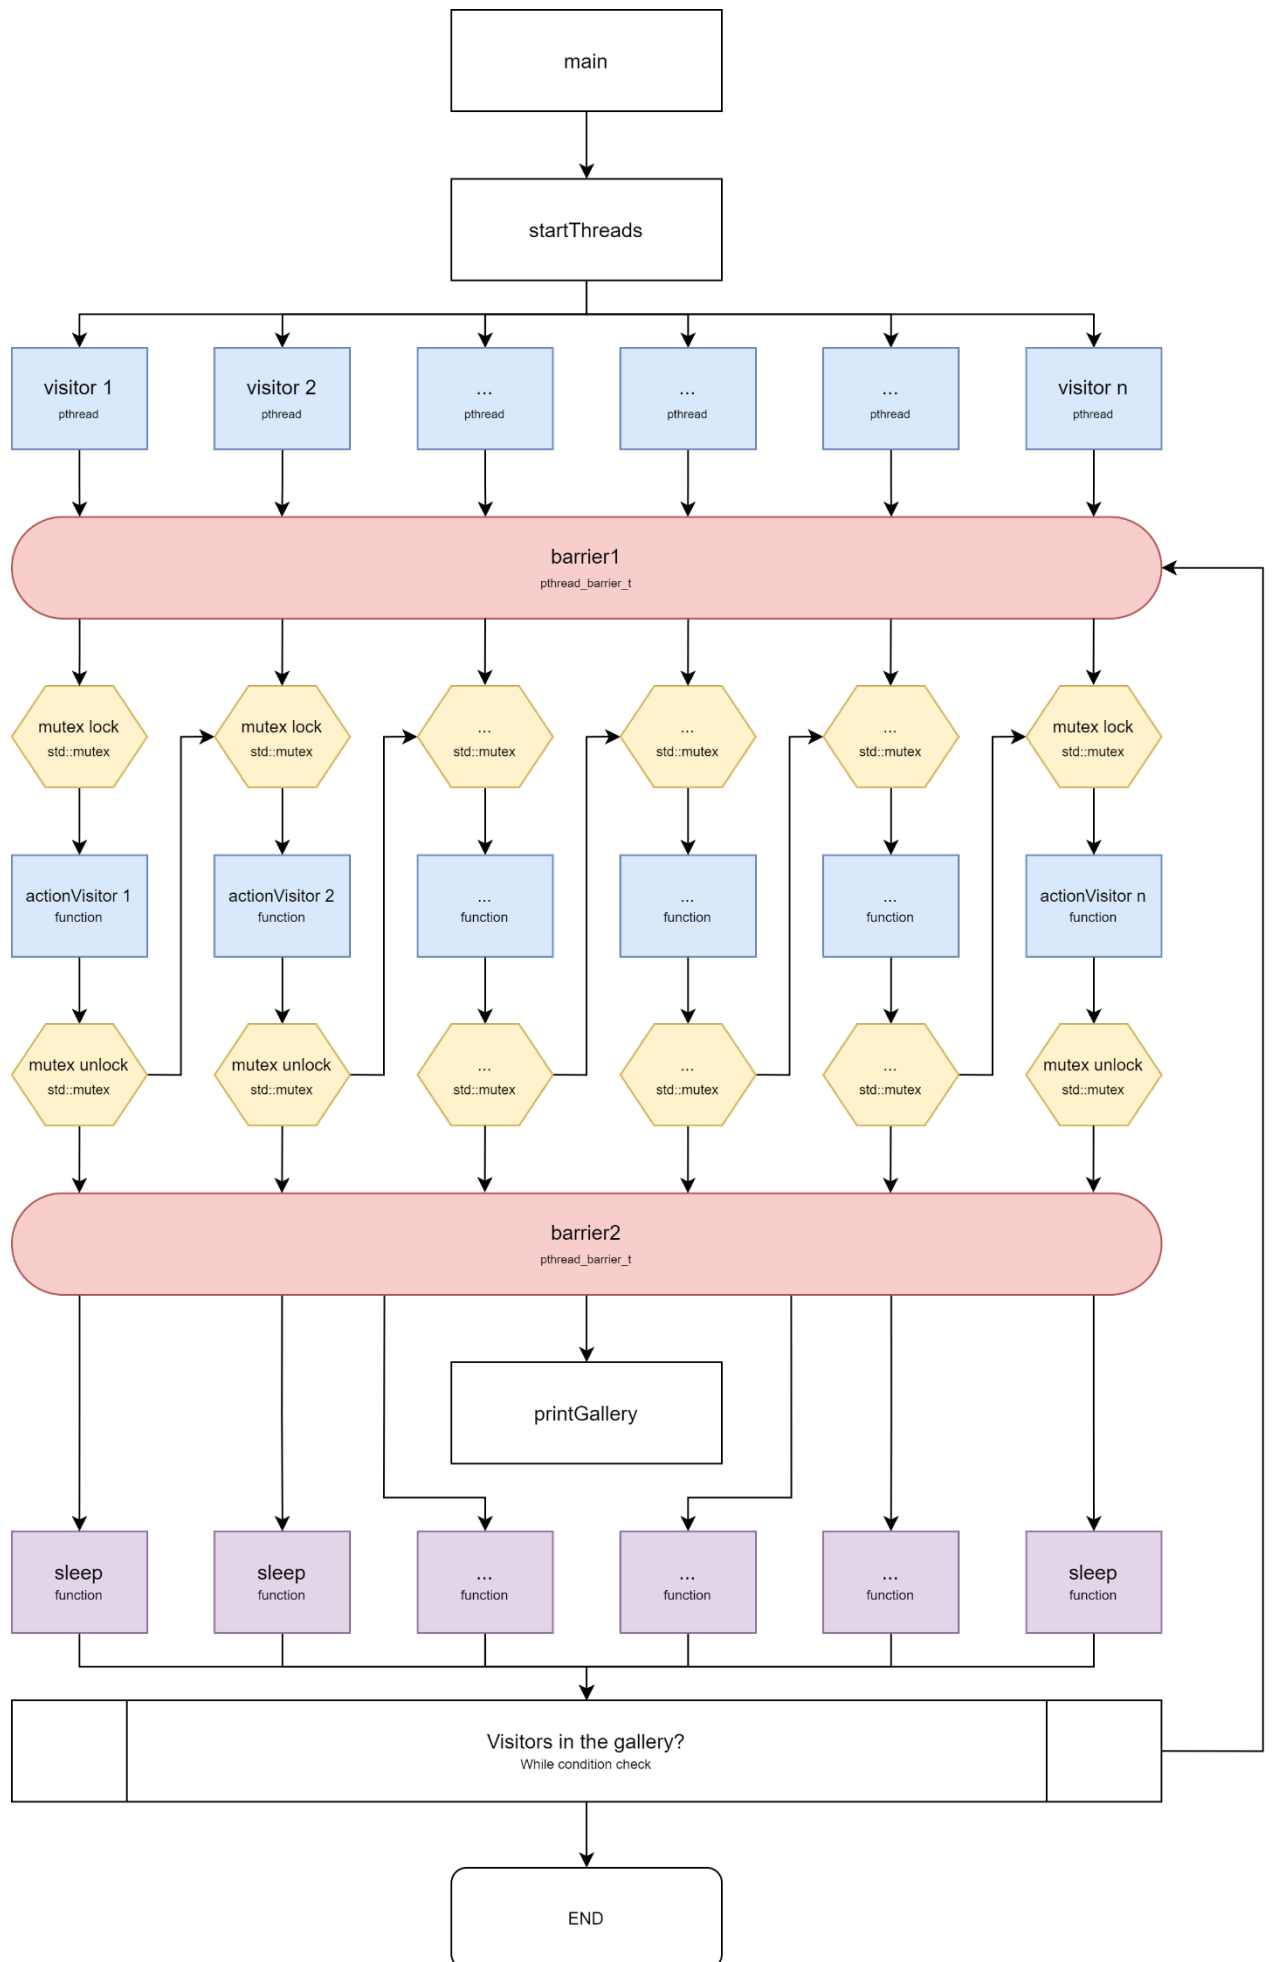 main
startThreads
visitor 1
pthread
visitor 2
pthread
...
pthread
...
pthread
...
pthread
visitor n
pthread
barrier1
pthread_barrier_t
mutex lock
std::mutex
mutex lock
std::mutex
...
std::mutex
...
std::mutex
...
std::mutex
mutex lock
std::mutex
actionVisitor 1
function
actionVisitor 2
function
...
function
...
function
...
function
actionVisitor n
function
mutex unlock
std::mutex
mutex unlock
std::mutex
...
std::mutex
...
std::mutex
...
std::mutex
mutex unlock
std::mutex
barrier2
pthread_barrier_t
printGallery
sleep
function
sleep
function
...
function
...
function
...
function
sleep
function
Visitors in the gallery?
While condition check
END